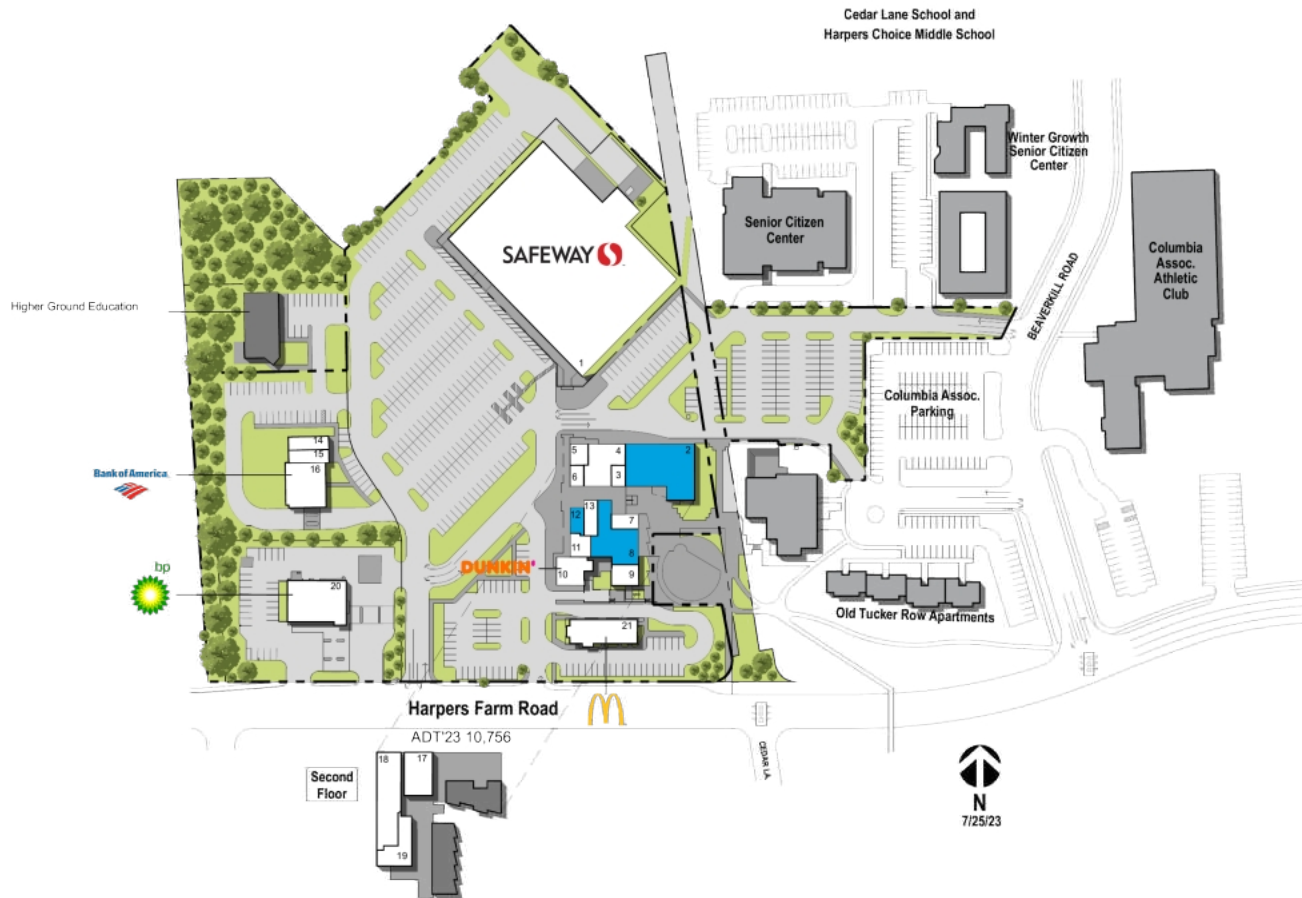 Cedar Lane School and
Harpers Choice Middle School
Winter Growth
Senior Citizen
Center
Senior Citizen
Center
Columbia
Assoc.
Athletic
Club
SAFEWAY
BEAVERKILL ROAD
Higher Ground Education
1
Columbia Assoc.
Parking
14
15
16
Bank of America
5
4
2
6
3
13
12
7
11
8
bp
DUNKIN'
10
9
20
21
Old Tucker Row Apartments
Harpers Farm Road
ADT'23 10,756
CEDAR LA.
18
17
Second
Floor
19
N
7/25/23